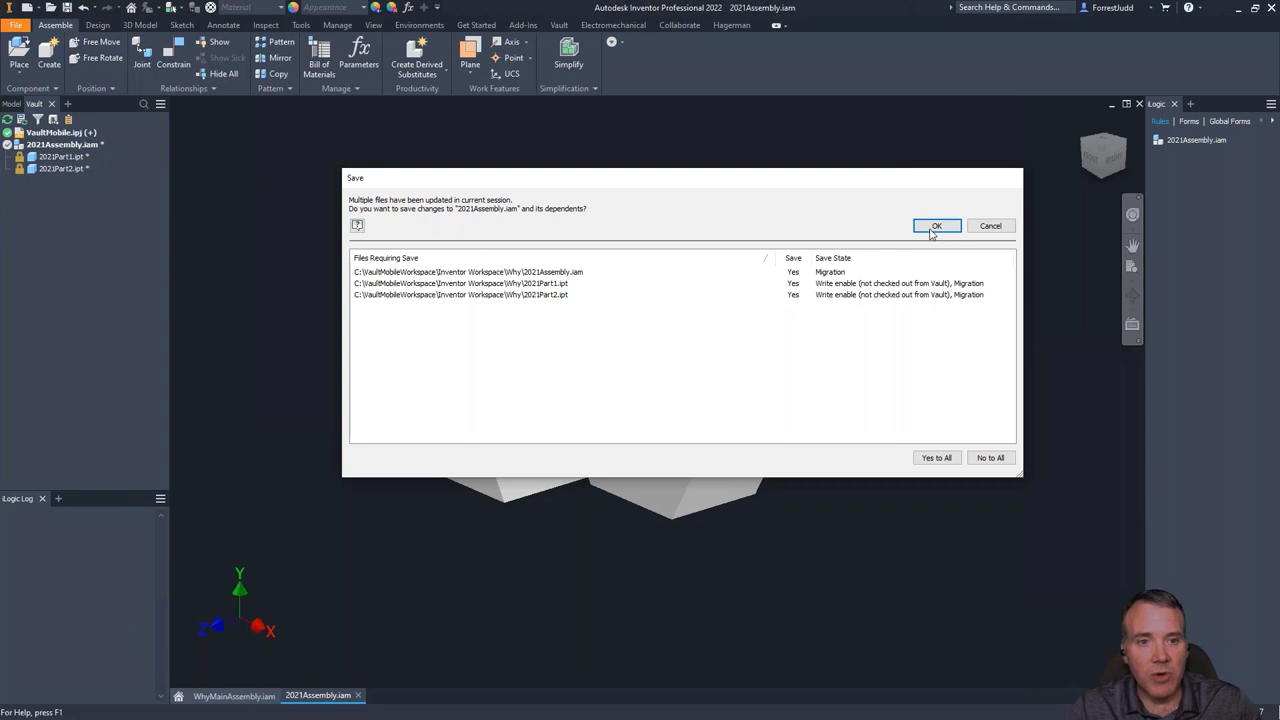 Material
Appearance
Autodesk Inventor Professional 2022 2021Assembly.iam
Search Help & Commands...
ForrestJudd
File Assemble Design 3D Model Sketch Annotate Inspect Tools Manage View Environments Get Started Add-Ins Vault Electromechanical Collaborate Hagerman
Place
Create
Free Move
Free Rotate
Component
Position
Joint
Constrain
Show
Show Sick
Hide All
Relationships
Pattern
Mirror
Copy
Pattern
Bill of
Materials
fx
Parameters
Manage
Create Derived
Substitutes
Productivity
Plane
Axis
Point
UCS
Work Features
Simplify
Simplification
Model Vault
VaultMobile.ipj (+)
2021Assembly.iam *
2021Part1.ipt *
2021Part2.ipt *
iLogic
Rules Forms Global Forms
2021Assembly.iam
Save
Multiple files have been updated in current session.
Do you want to save changes to "2021Assembly.iam" and its dependents?
OK Cancel
Files Requiring Save / Save Save State
C:\VaultMobileWorkspace\Inventor Workspace\Why\2021Assembly.iam Yes Migration
C:\VaultMobileWorkspace\Inventor Workspace\Why\2021Part1.ipt Yes Write enable (not checked out from Vault), Migration
C:\VaultMobileWorkspace\Inventor Workspace\Why\2021Part2.ipt Yes Write enable (not checked out from Vault), Migration
Yes to All No to All
iLogic Log
Y
Z
X
WhyMainAssembly.iam 2021Assembly.iam
For Help, press F1
7